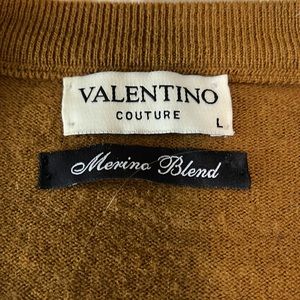 VALENTINO
COUTURE
L
Merino Blend